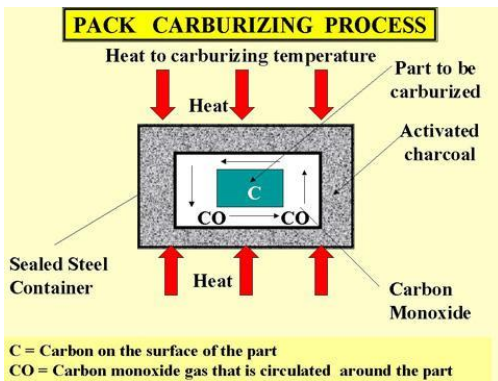 PACK CARBURIZING PROCESS
Heat to carburizing temperature
Part to be
carburized
Heat
Activated
charcoal
C
CO
CO
Sealed Steel
Container
Heat
Carbon
Monoxide
C = Carbon on the surface of the part
CO = Carbon monoxide gas that is circulated around the part